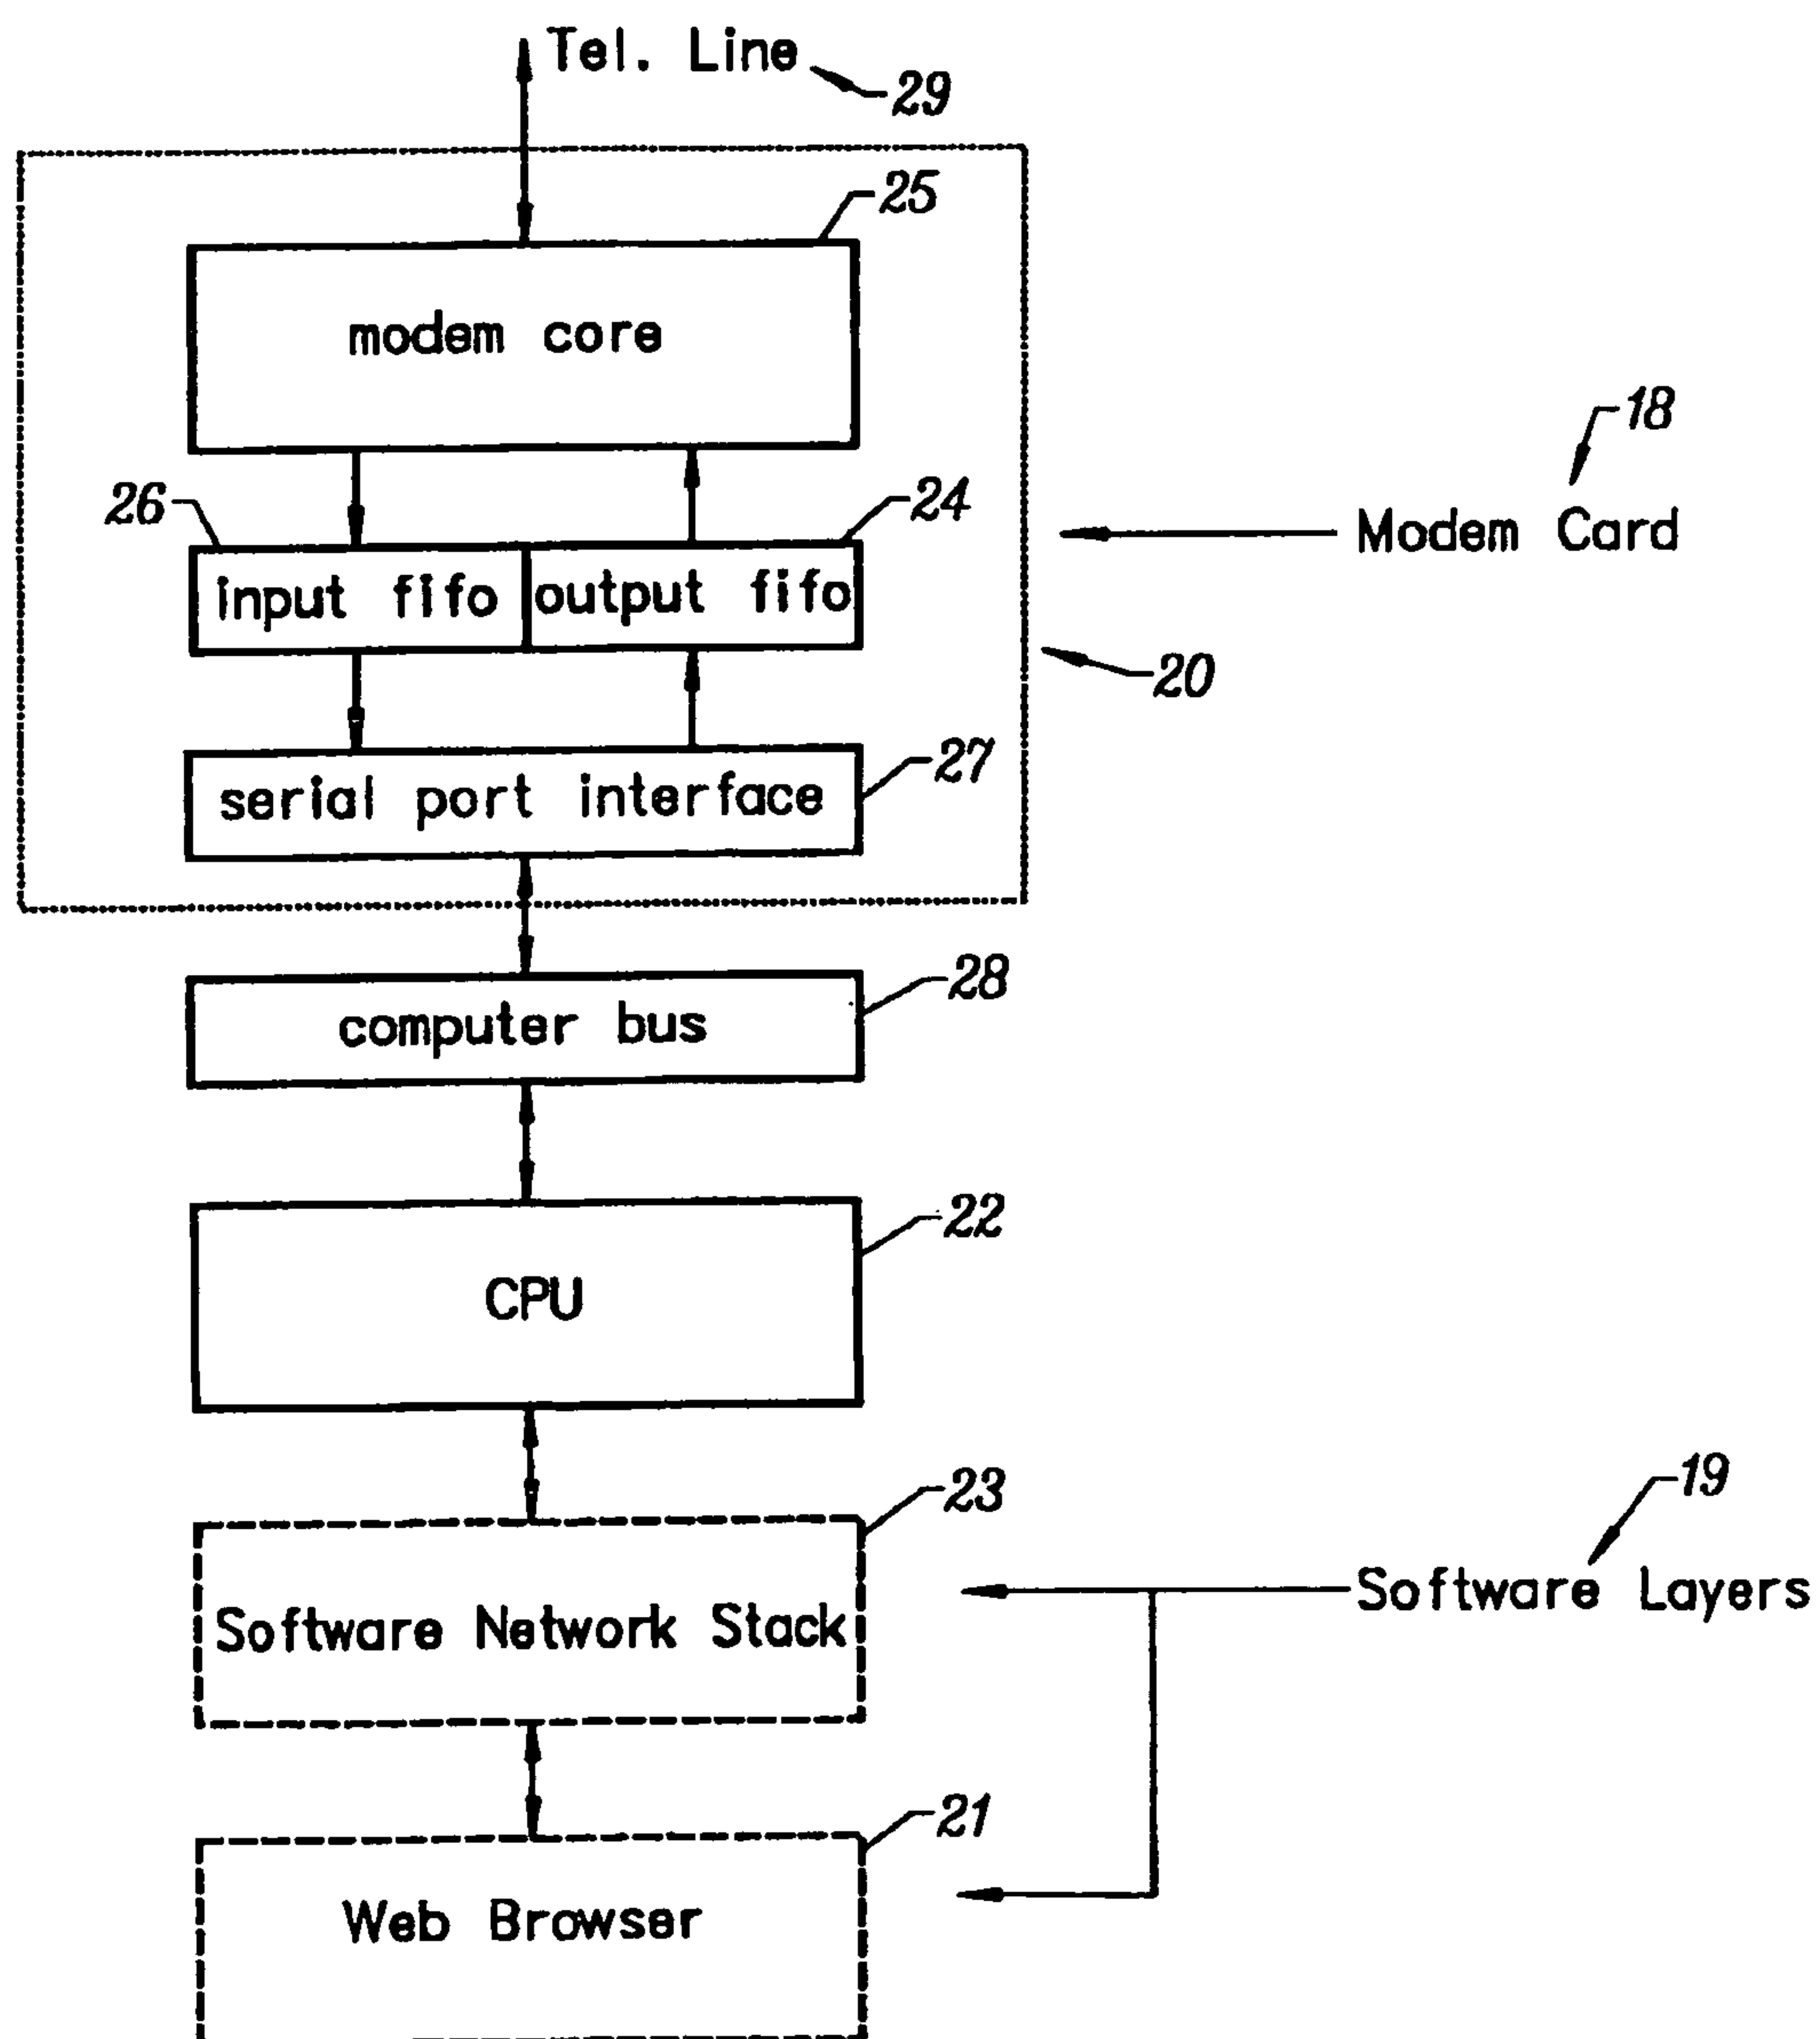 Tel. Line
29
25
modem core
18
26
24
Modem Card
input fifo
output fifo
20
27
serial port interface
28
computer bus
22
CPU
23
19
Software Layers
Software Network Stack
21
Web Browser